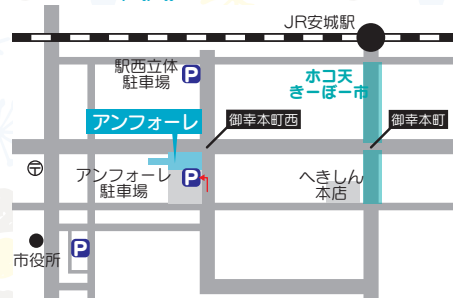 JR安城駅
駅西立体
駐車場
P
ホコ天
きーぼー市
アンフォーレ
御幸本町西
御幸本町
〒
アンフォーレ
駐車場
P
へきしん
本店
市役所
P